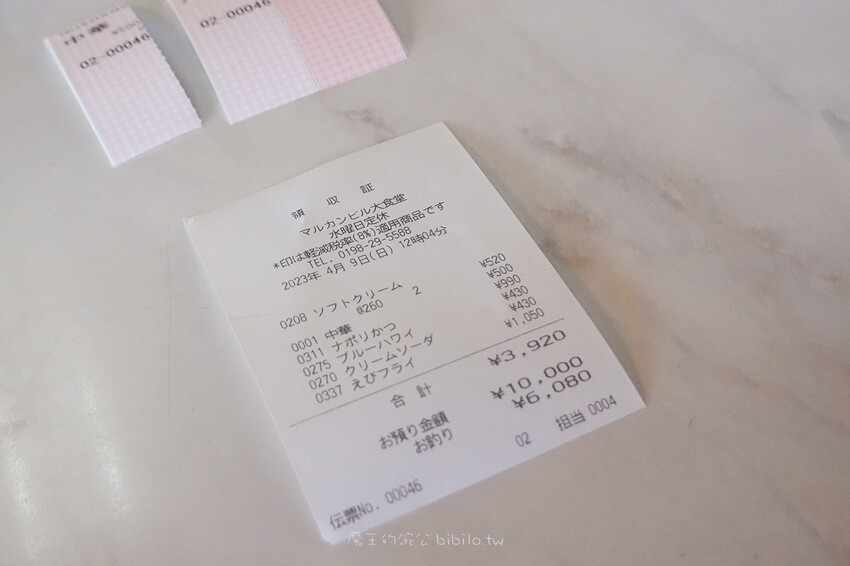 中華 ¥500
02-00046
02-00046
領収証
マルカンビル大食堂
水曜日定休
*印は軽減税率(8%)適用商品です
TEL. 0198-29-5588
2023年 4月 9日(日) 12時04分
0208 ソフトクリーム
@260 2 ¥520
0001 中華 ¥500
0311 ナポリかつ ¥990
0275 ブルーハワイ ¥430
0270 クリームソーダ ¥430
0337 えびフライ ¥1,050
合計 ¥3,920
お預り金額 ¥10,000
お釣り ¥6,080
02 担当 0004
伝票No. 00046
魔王的碗公 bibilo.tw